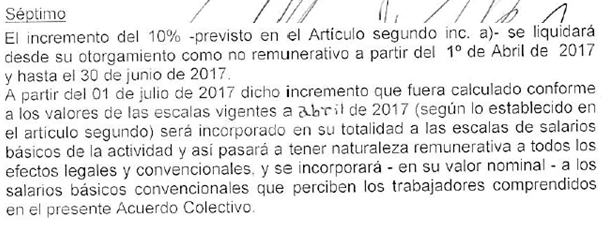 Séptimo
El incremento del 10% -previsto en el Artículo segundo inc. a)- se liquidará
desde su otorgamiento como no remunerativo a partir del 1º de Abril de 2017
y hasta el 30 de junio de 2017.
A partir del 01 de julio de 2017 dicho incremento que fuera calculado conforme
a los valores de las escalas vigentes a abril de 2017 (según lo establecido en
el articulo segundo) será incorporado en su totalidad a las escalas de salarios
básicos de la actividad y así pasará a tener naturaleza remunerativa a todos los
efectos legales y convencionales, y se incorporará - en su valor nominal - a los
salarios básicos convencionales que perciben los trabajadores comprendidos
en el presente Acuerdo Colectivo.